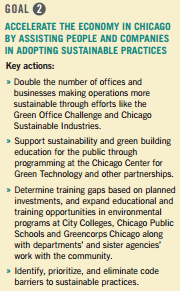 GOAL 2
ACCELERATE THE ECONOMY IN CHICAGO
BY ASSISTING PEOPLE AND COMPANIES
IN ADOPTING SUSTAINABLE PRACTICES
Key actions:
» Double the number of offices and
businesses making operations more
sustainable through efforts like the
Green Office Challenge and Chicago
Sustainable Industries.
» Support sustainability and green building
education for the public through
programming at the Chicago Center for
Green Technology and other partnerships.
» Determine training gaps based on planned
investments, and expand educational and
training opportunities in environmental
programs at City Colleges, Chicago Public
Schools and Greencorps Chicago along
with departments' and sister agencies'
work with the community.
» Identify, prioritize, and eliminate code
barriers to sustainable practices.